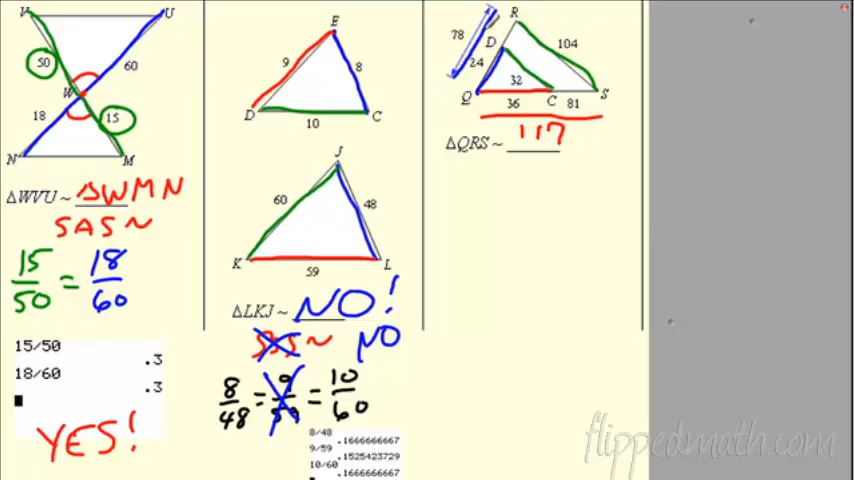 V U
50 60
W
18 15
N M
ΔWVU ~ ΔWMN
SAS ~
15/50 = 18/60
15/50
.3
18/60
.3
YES!
E
9 8
D C
10
J
60 48
K L
59
ΔLKJ ~ NO!
SSS ~ NO
8/48 = 9/59 = 10/60
8/48
.1666666667
9/59
.1525423729
10/60
.1666666667
R
78 D 104
24 32
Q C S
36 81
117
ΔQRS ~ ____
flippedmath.com